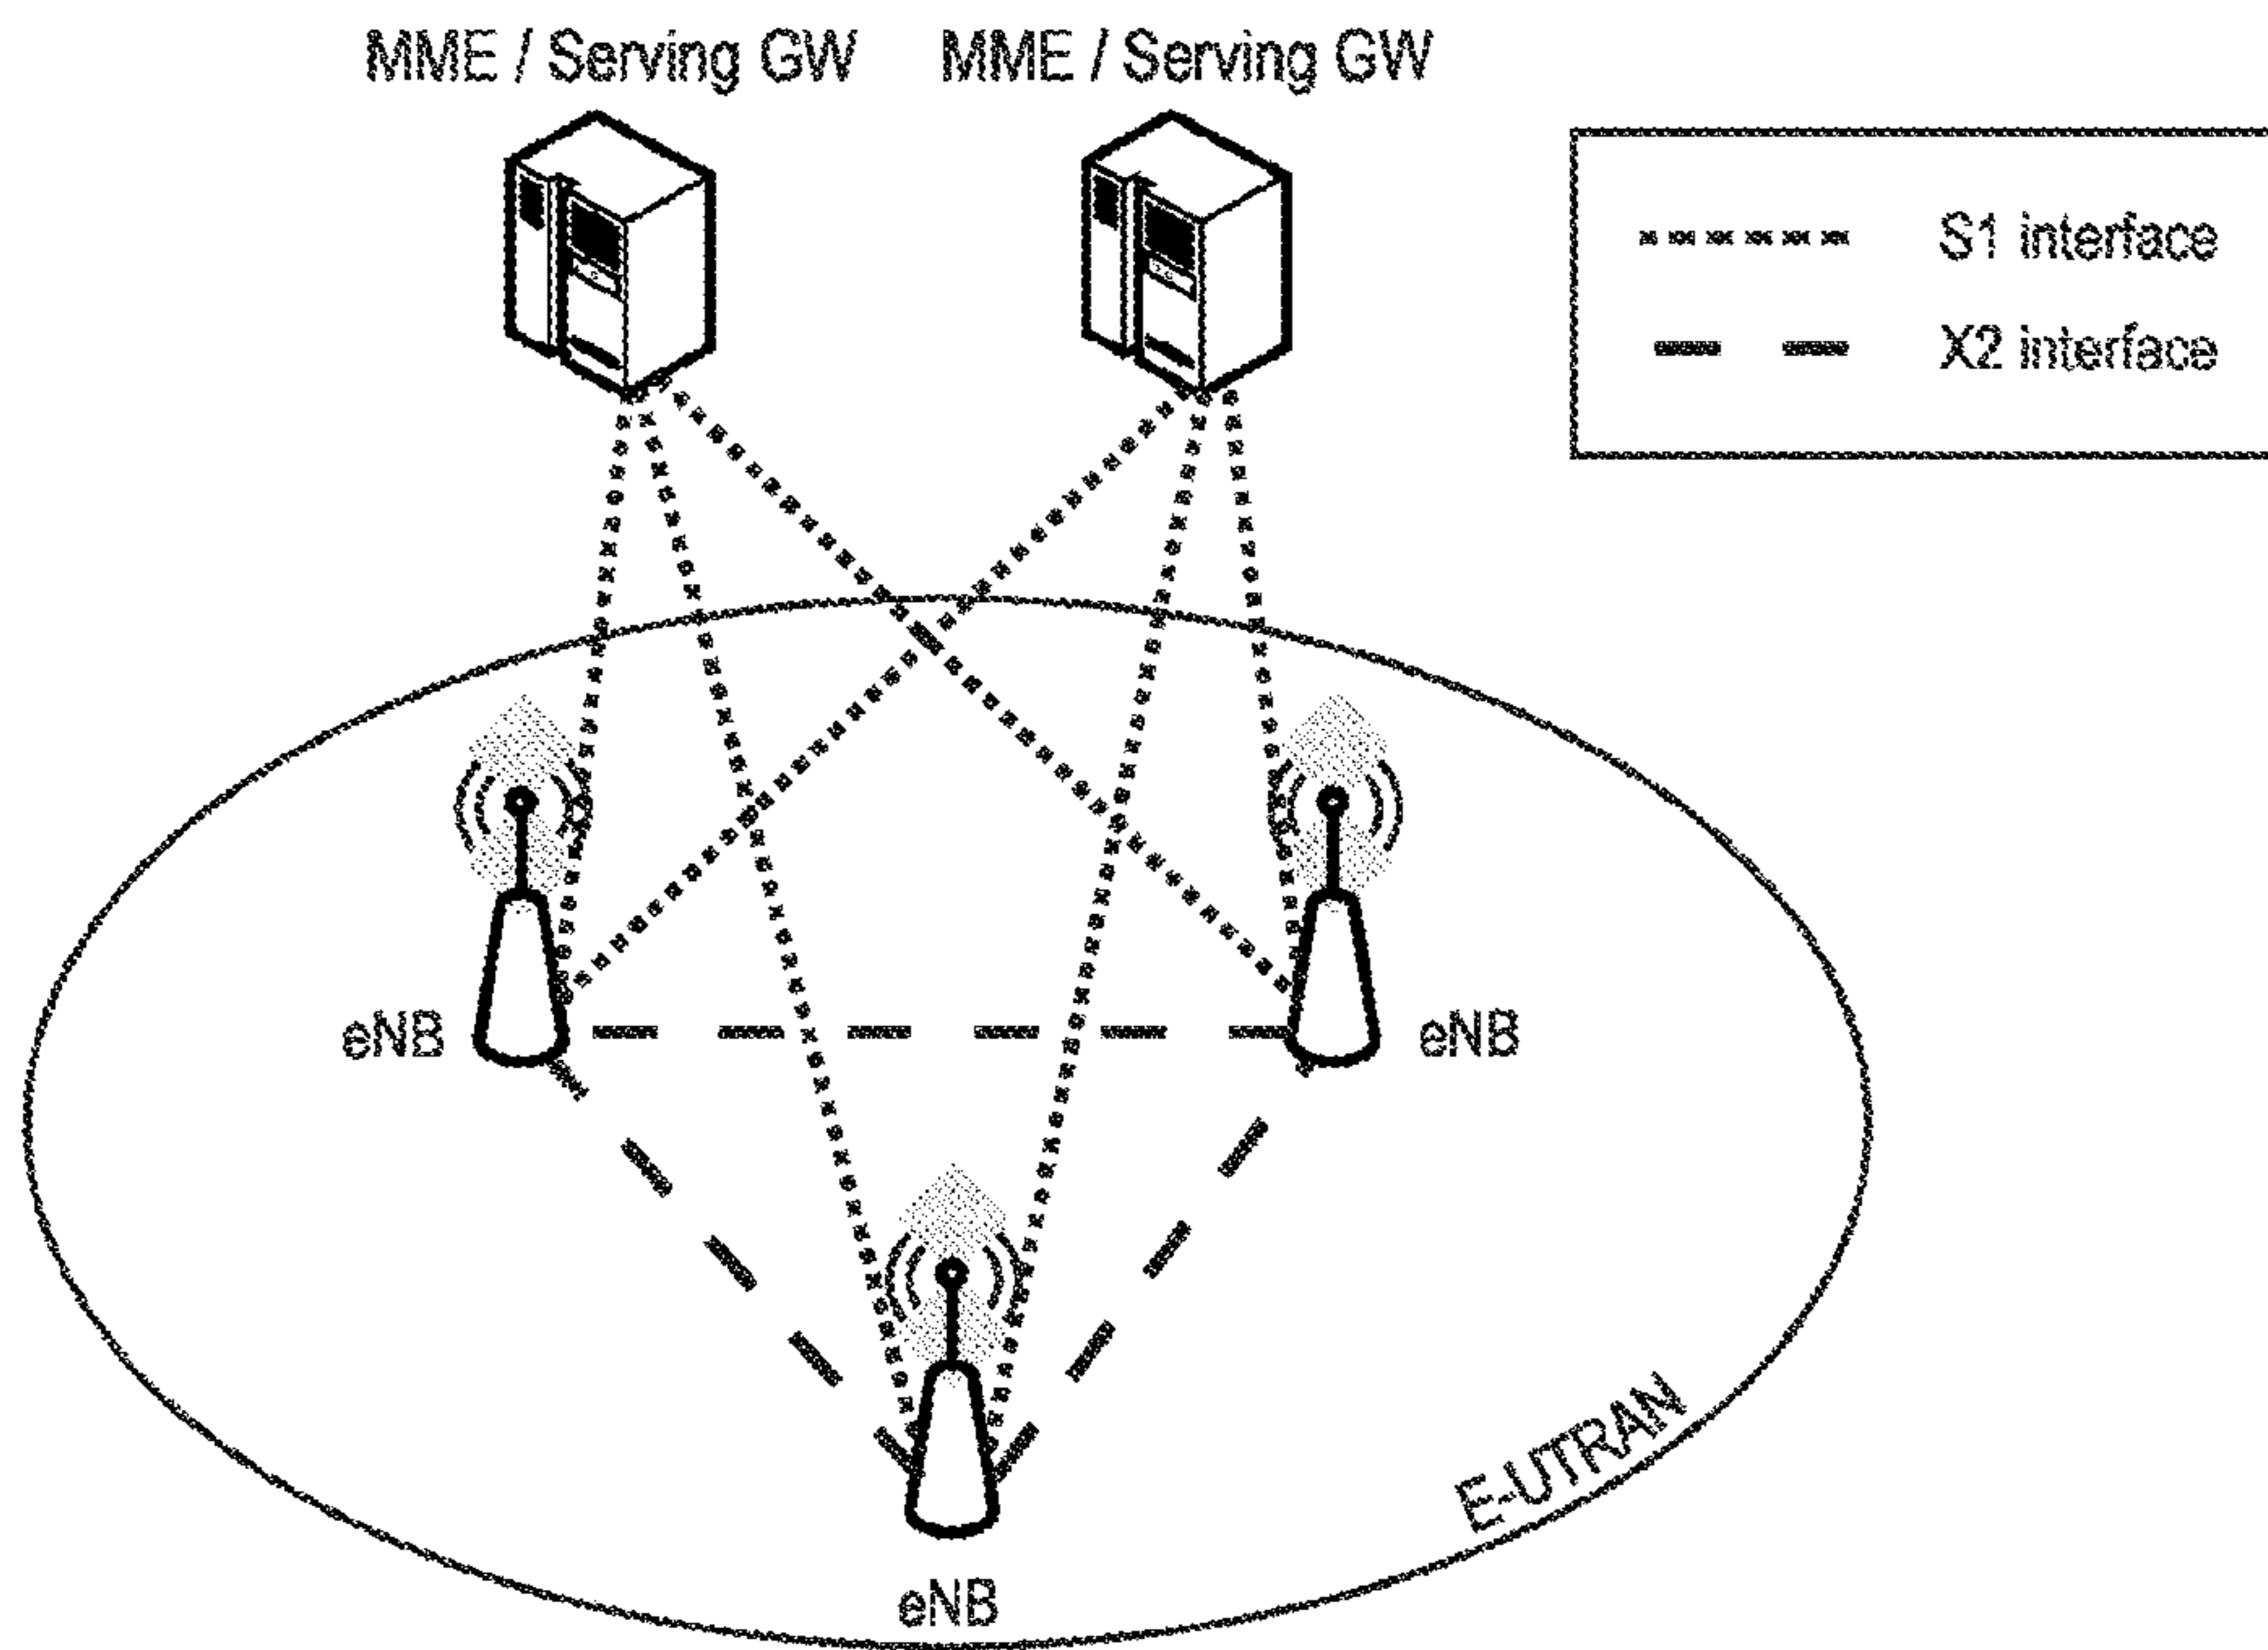 MME / Serving GW
MME / Serving GW
S1 interface
X2 interface
eNB
eNB
eNB
E-UTRAN